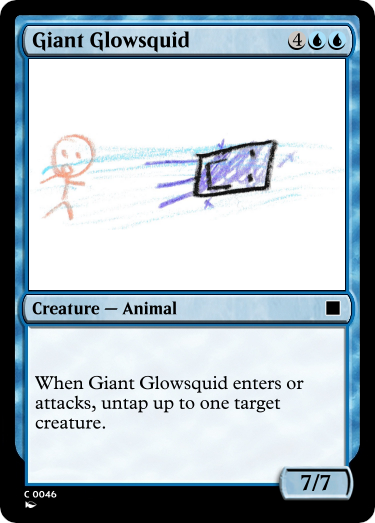 Giant Glowsquid
4
Creature — Animal
When Giant Glowsquid enters or
attacks, untap up to one target
creature.
7/7
C 0046